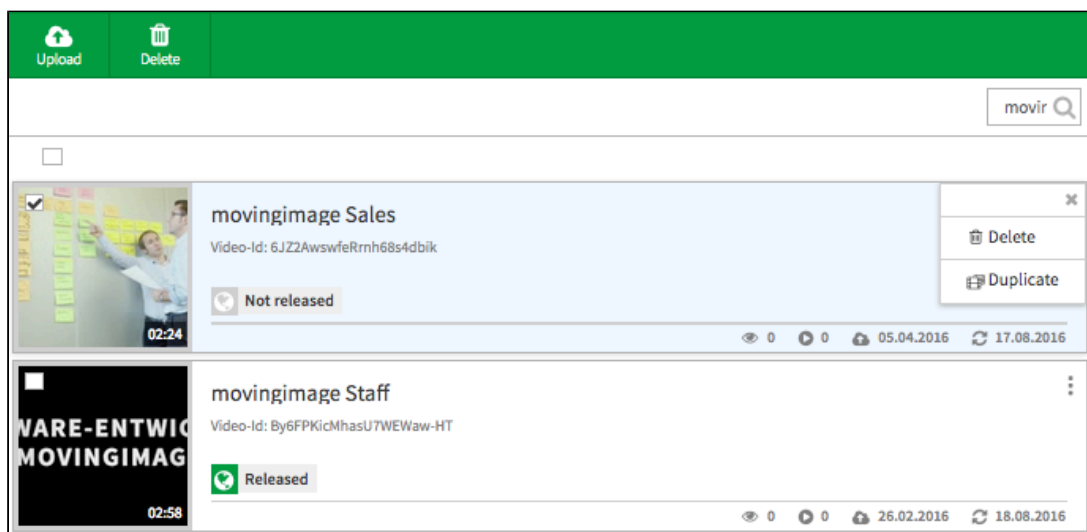 Upload Delete
movir
movingimage Sales
Video-Id: 6JZ2AwswfeRrnh68s4dbik
Delete
Duplicate
Not released
02:24
0 0 05.04.2016 17.08.2016
movingimage Staff
Video-Id: By6FPKicMhasU7WEWaw-HT
WARE-ENTWIC
MOVINGIMAG
Released
02:58
0 0 26.02.2016 18.08.2016